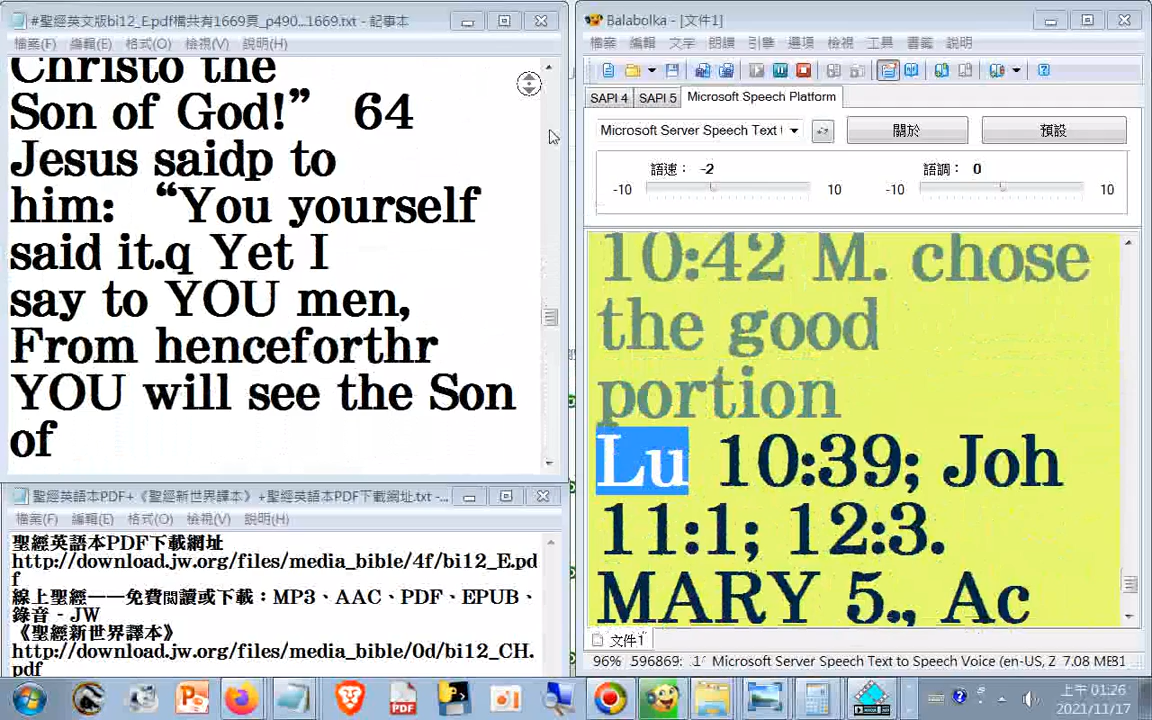 #聖經英文版bi12_E.pdf檔共有1669頁_p490...1669.txt - 記事本
檔案(F) 編輯(E) 格式(O) 檢視(V) 說明(H)
Christo the
Son of God!” 64
Jesus saidp to
him: “You yourself
said it.q Yet I
say to YOU men,
From henceforthr
YOU will see the Son
of
聖經英語本PDF+《聖經新世界譯本》+聖經英語本PDF下載網址.txt -...
檔案(F) 編輯(E) 格式(O) 檢視(V) 說明(H)
聖經英語本PDF下載網址
http://download.jw.org/files/media_bible/4f/bi12_E.pd
f
線上聖經——免費閱讀或下載：MP3、AAC、PDF、EPUB、
錄音 - JW
《聖經新世界譯本》
http://download.jw.org/files/media_bible/0d/bi12_CH.
pdf
Balabolka - [文件1]
檔案 編輯 文字 朗讀 引擎 選項 檢視 工具 書籤 說明
SAPI 4 SAPI 5 Microsoft Speech Platform
Microsoft Server Speech Text 關於 預設
語速： -2 語調： 0
-10 10 -10 10
10:42 M. chose
the good
portion
Lu 10:39; Joh
11:1; 12:3.
MARY 5., Ac
文件1
96% 596869: Microsoft Server Speech Text to Speech Voice (en-US, Z 7.08 MB
上午 01:26
2021/11/17